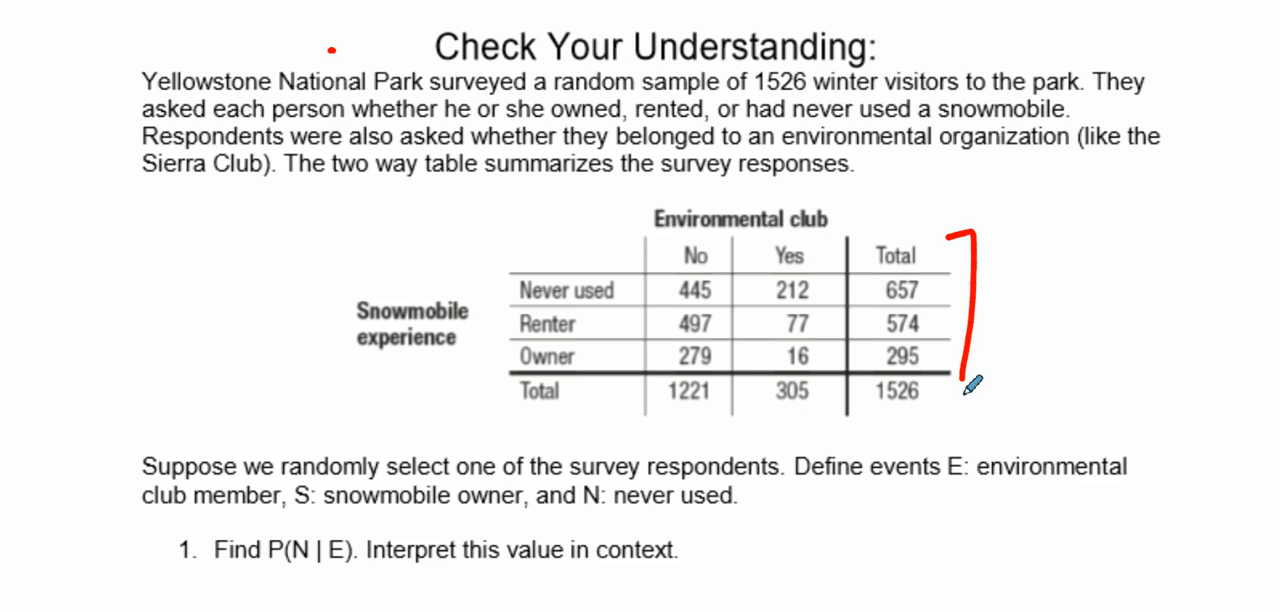 Check Your Understanding:
Yellowstone National Park surveyed a random sample of 1526 winter visitors to the park. They
asked each person whether he or she owned, rented, or had never used a snowmobile.
Respondents were also asked whether they belonged to an environmental organization (like the
Sierra Club). The two way table summarizes the survey responses.
Environmental club
No Yes Total
Never used 445 212 657
Snowmobile experience
Renter 497 77 574
Owner 279 16 295
Total 1221 305 1526
Suppose we randomly select one of the survey respondents. Define events E: environmental
club member, S: snowmobile owner, and N: never used.
1. Find P(N | E). Interpret this value in context.